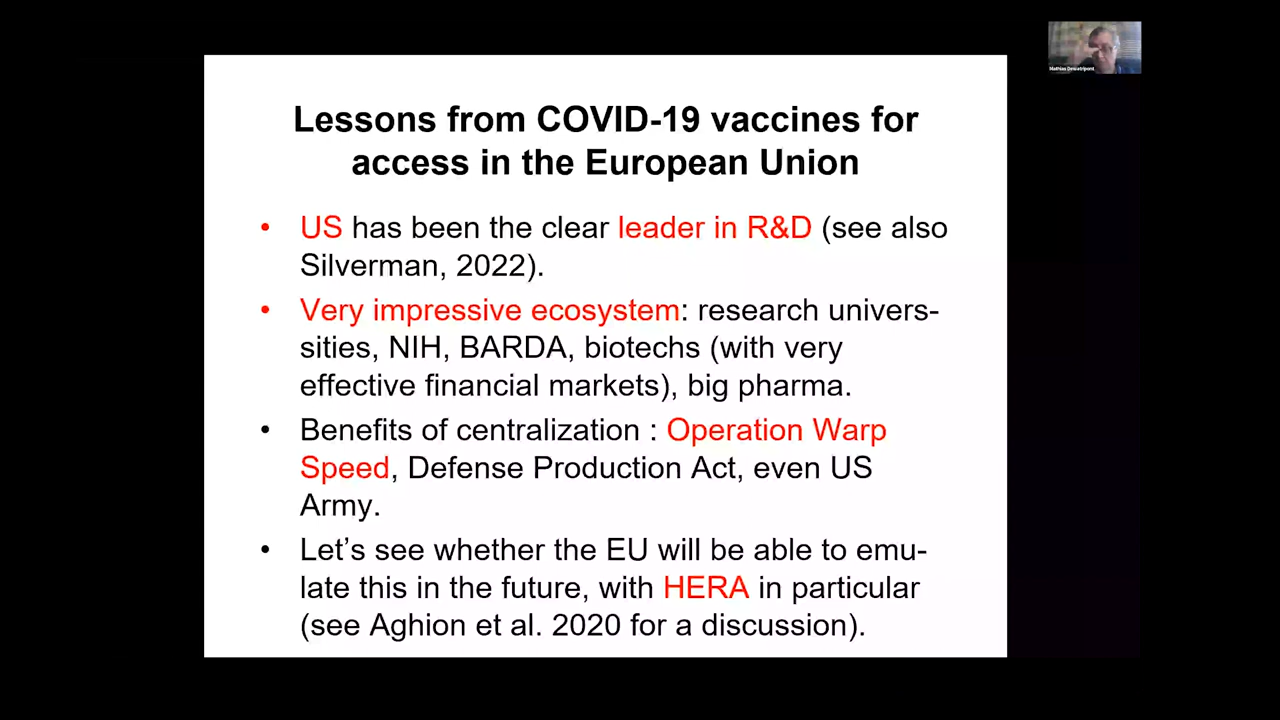 Lessons from COVID-19 vaccines for
access in the European Union
• US has been the clear leader in R&D (see also
Silverman, 2022).
• Very impressive ecosystem: research univers-
sities, NIH, BARDA, biotechs (with very
effective financial markets), big pharma.
• Benefits of centralization : Operation Warp
Speed, Defense Production Act, even US
Army.
• Let’s see whether the EU will be able to emu-
late this in the future, with HERA in particular
(see Aghion et al. 2020 for a discussion).
Mathias Dewatripont